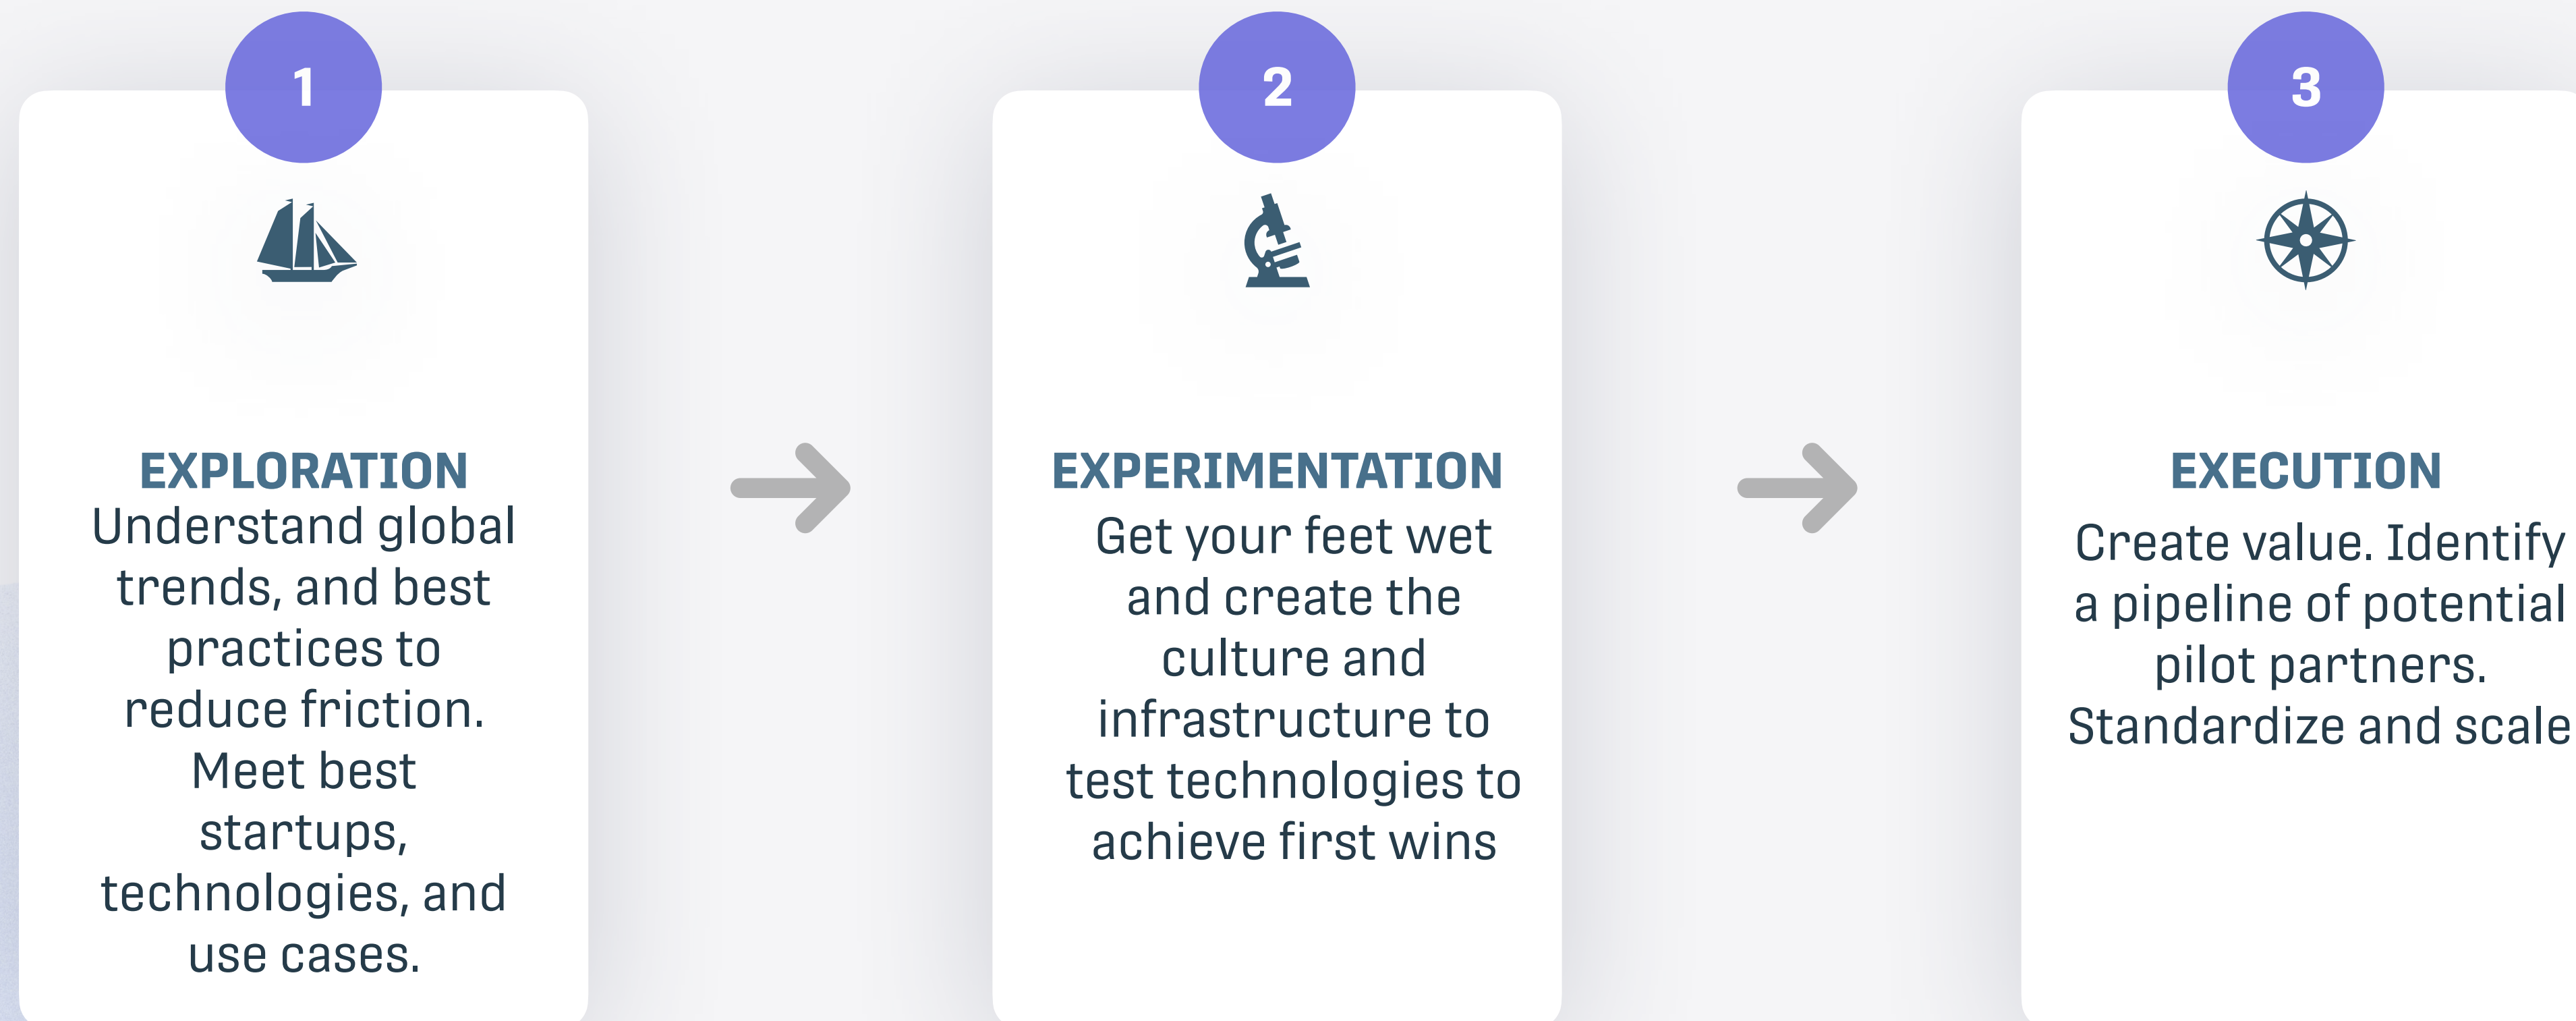 1
EXPLORATION
Understand global
trends, and best
practices to
reduce friction.
Meet best
startups,
technologies, and
use cases.
2
EXPERIMENTATION
Get your feet wet
and create the
culture and
infrastructure to
test technologies to
achieve first wins
3
EXECUTION
Create value. Identify
a pipeline of potential
pilot partners.
Standardize and scale